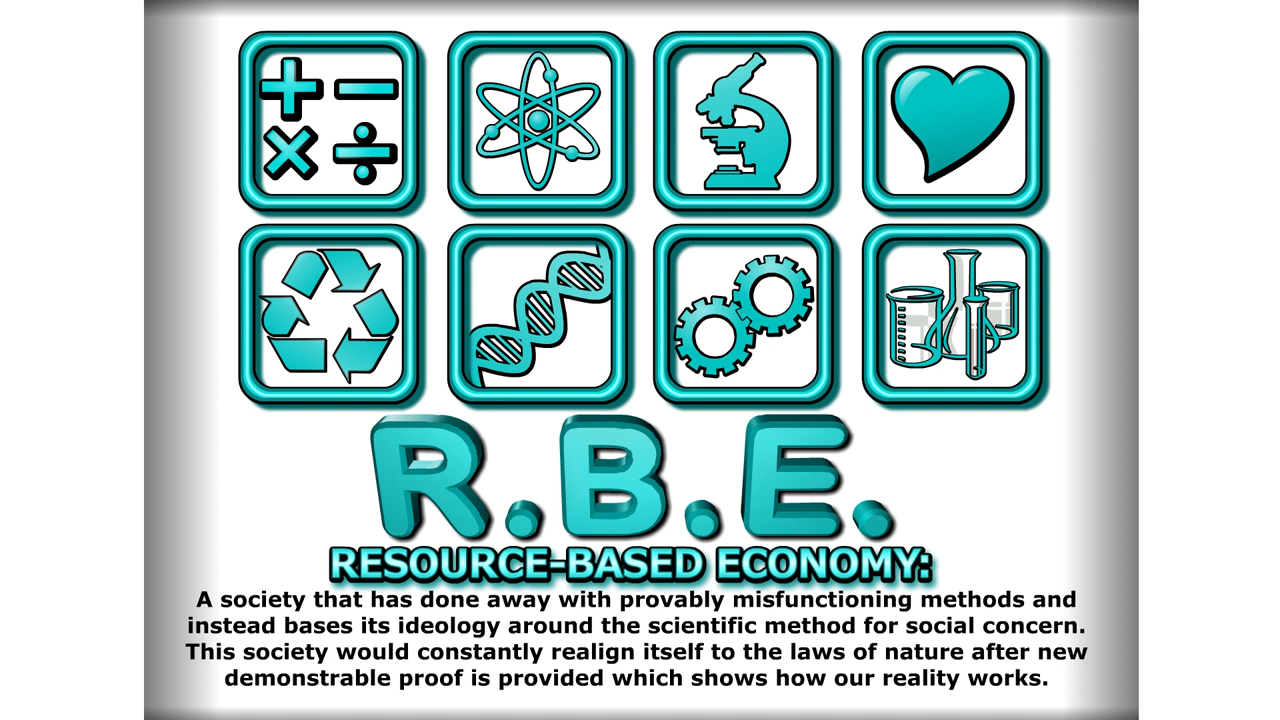 R.B.E.
RESOURCE-BASED ECONOMY:
A society that has done away with provably misfunctioning methods and
instead bases its ideology around the scientific method for social concern.
This society would constantly realign itself to the laws of nature after new
demonstrable proof is provided which shows how our reality works.